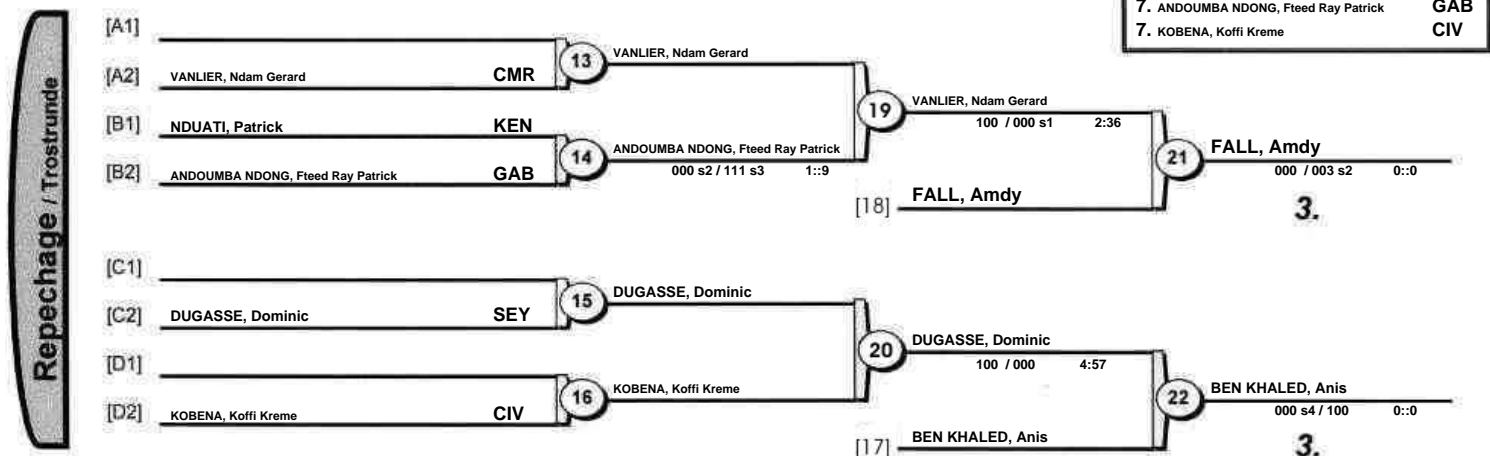 7. ANDOUMBA NDONG, Fteed Ray Patrick GAB
7. KOBENA, Koffi Kreme CIV
Repechage / Trostrunde
[A1]
13 VANLIER, Ndam Gerard
[A2] VANLIER, Ndam Gerard CMR
19 VANLIER, Ndam Gerard
100 / 000 s1 2:36
[B1] NDUATI, Patrick KEN
14 ANDOUMBA NDONG, Fteed Ray Patrick
000 s2 / 111 s3 1::9
[B2] ANDOUMBA NDONG, Fteed Ray Patrick GAB
21 FALL, Amdy
000 / 003 s2 0::0
[18] FALL, Amdy
3.
[C1]
15 DUGASSE, Dominic
[C2] DUGASSE, Dominic SEY
20 DUGASSE, Dominic
100 / 000 4:57
[D1]
16 KOBENA, Koffi Kreme
[D2] KOBENA, Koffi Kreme CIV
22 BEN KHALED, Anis
000 s4 / 100 0::0
[17] BEN KHALED, Anis
3.